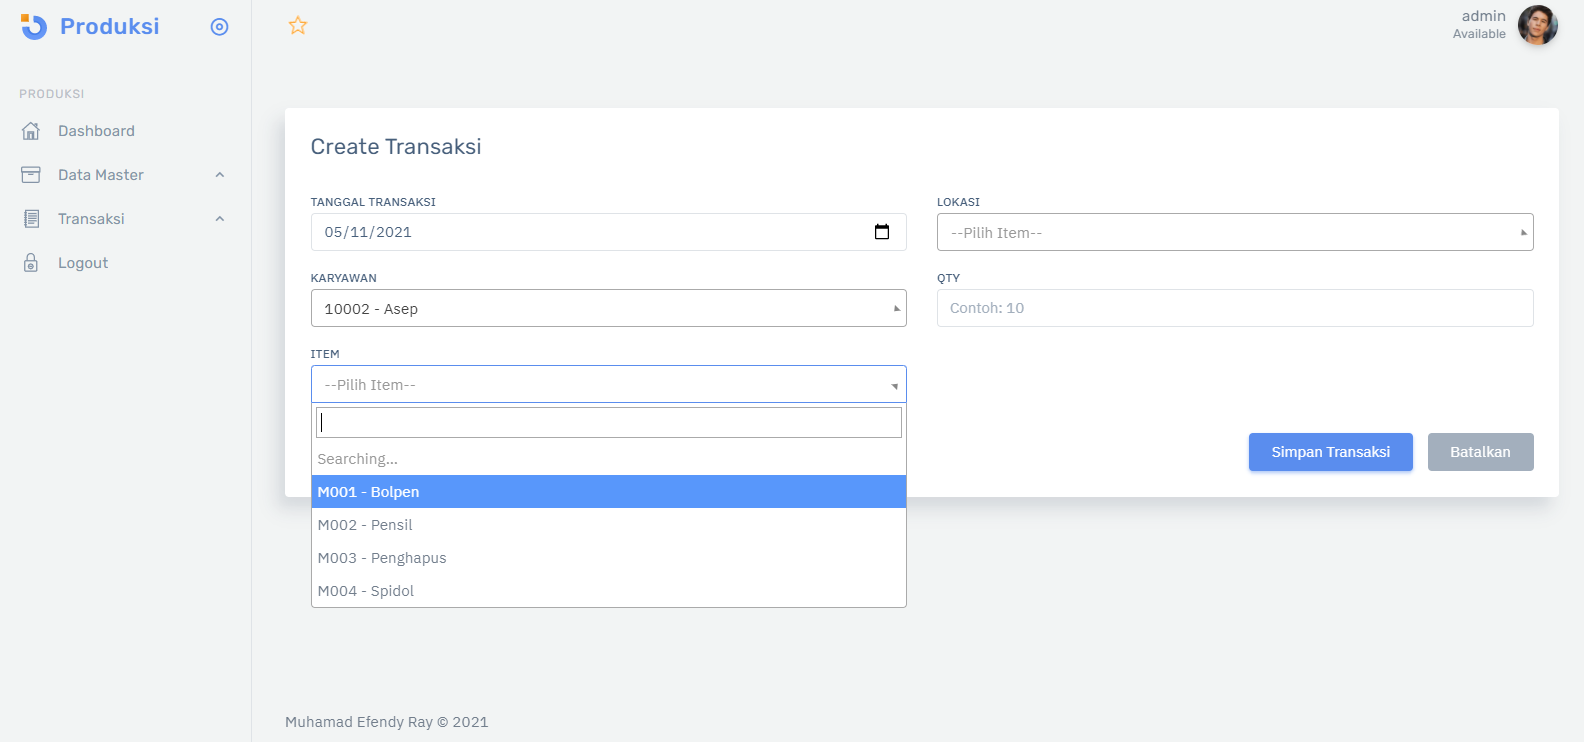 Produksi
admin
Available
PRODUKSI
Dashboard
Data Master
Transaksi
Logout
Create Transaksi
TANGGAL TRANSAKSI
05/11/2021
LOKASI
--Pilih Item--
KARYAWAN
10002 - Asep
QTY
Contoh: 10
ITEM
--Pilih Item--
Searching...
M001 - Bolpen
M002 - Pensil
M003 - Penghapus
M004 - Spidol
Simpan Transaksi
Batalkan
Muhamad Efendy Ray © 2021